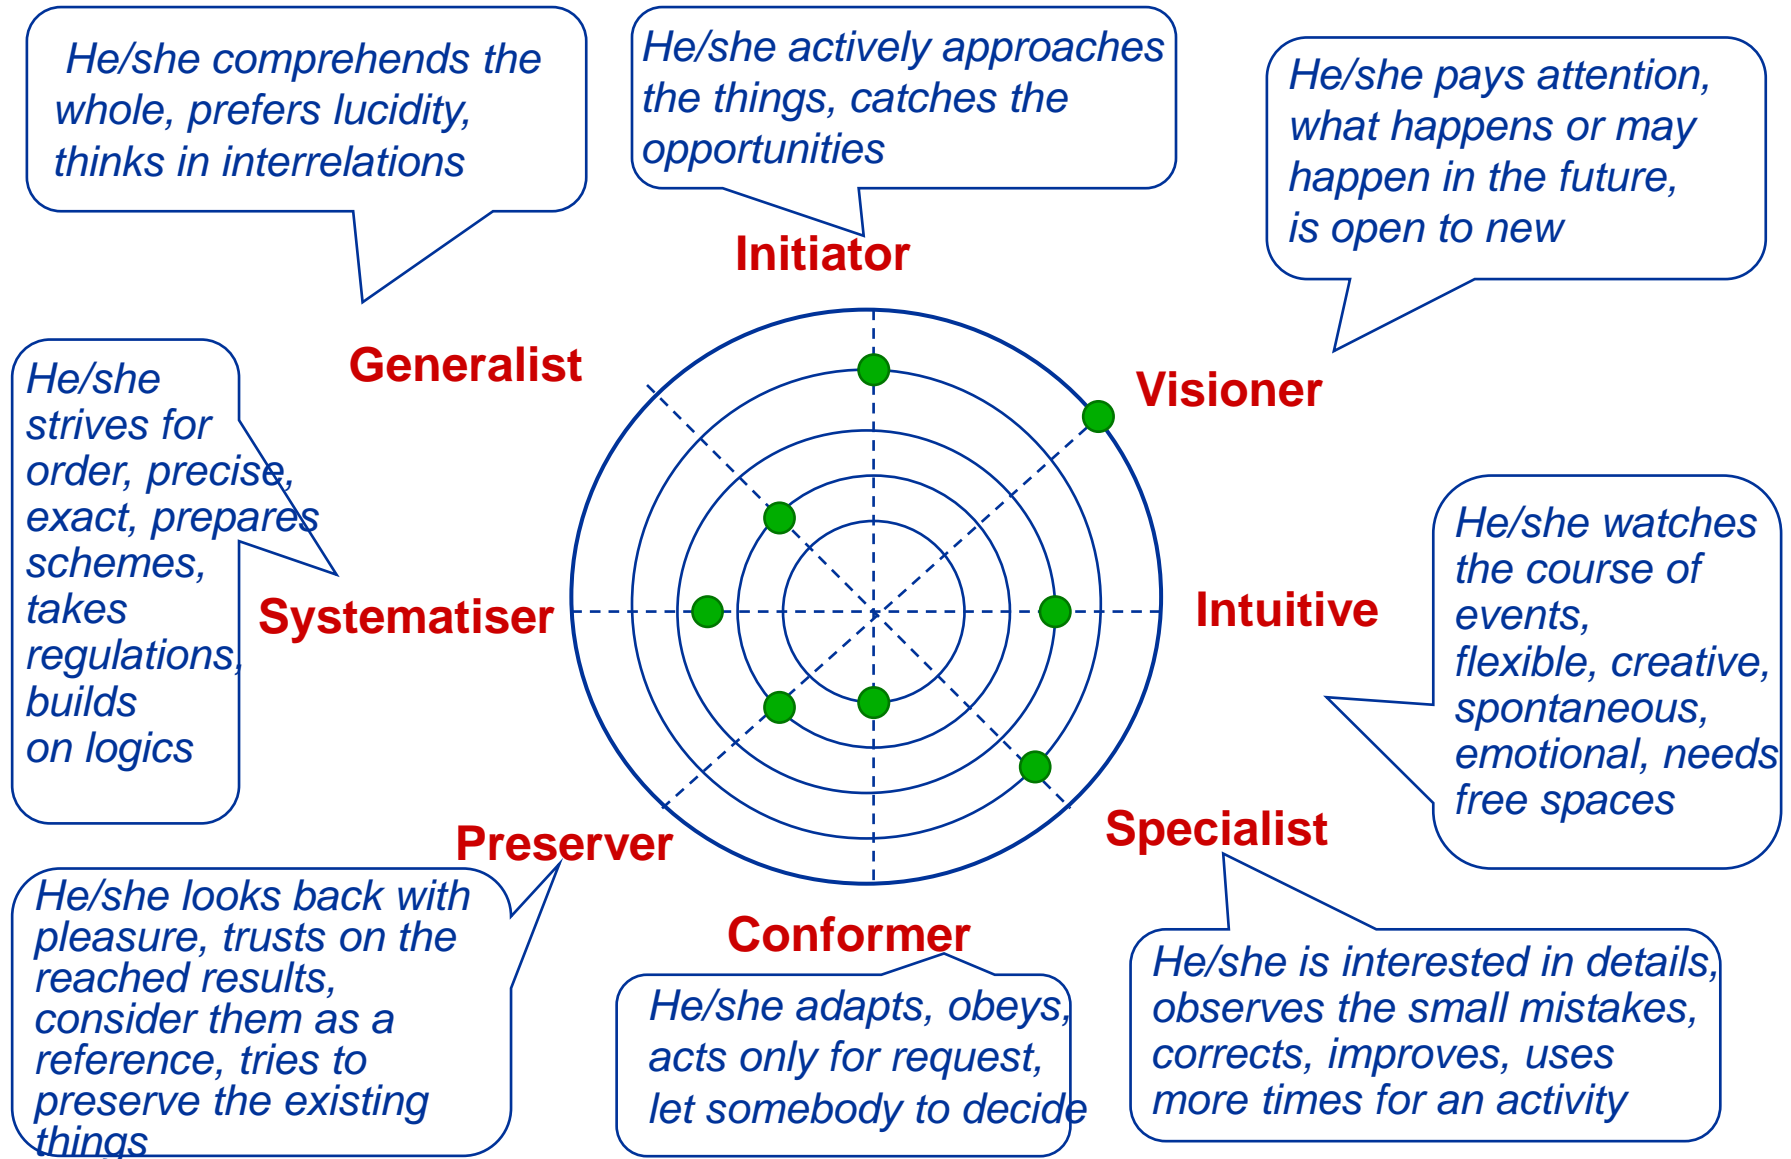 He/she comprehends the
whole, prefers lucidity,
thinks in interrelations
He/she actively approaches
the things, catches the
opportunities
He/she pays attention,
what happens or may
happen in the future,
is open to new
Initiator
Generalist
Visioner
He/she
strives for
order, precise,
exact, prepares
schemes,
takes
regulations,
builds
on logics
Systematiser
Intuitive
He/she watches
the course of
events,
flexible, creative,
spontaneous,
emotional, needs
free spaces
Preserver
Specialist
Conformer
He/she looks back with
pleasure, trusts on the
reached results,
consider them as a
reference, tries to
preserve the existing
things
He/she adapts, obeys,
acts only for request,
let somebody to decide
He/she is interested in details,
observes the small mistakes,
corrects, improves, uses
more times for an activity